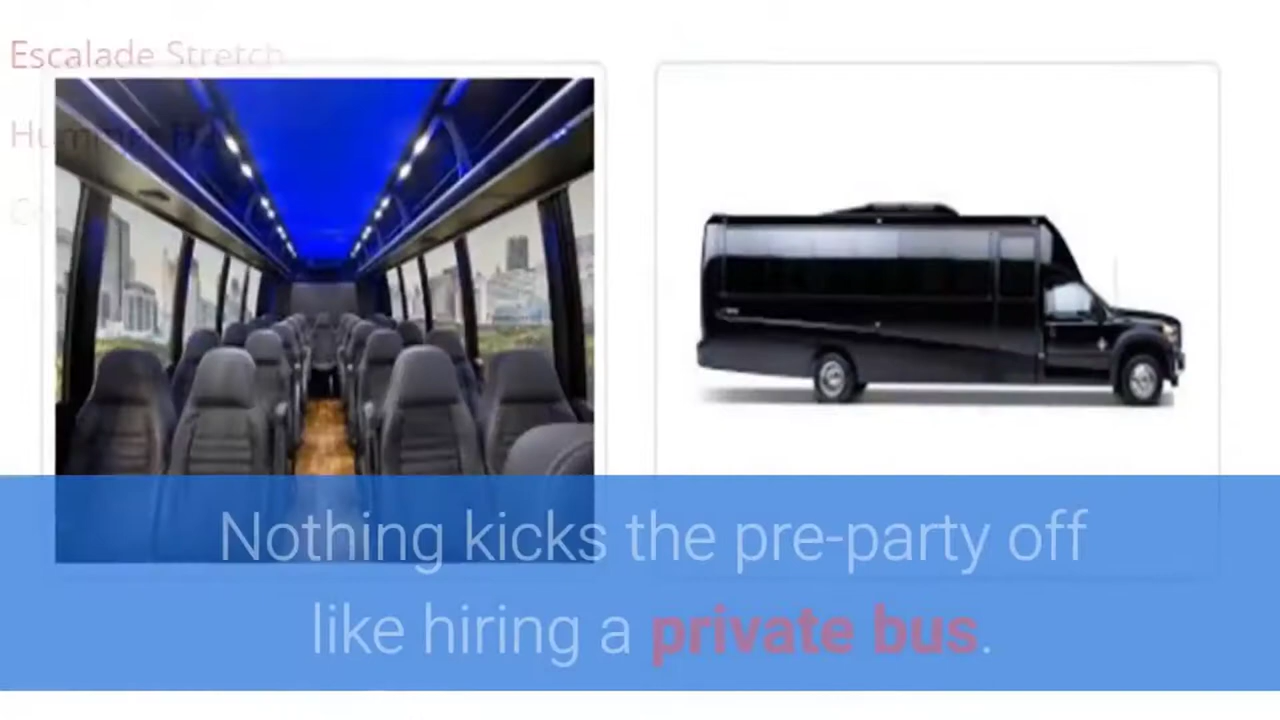 Escalade Stretch
Nothing kicks the pre-party off
like hiring a private bus.